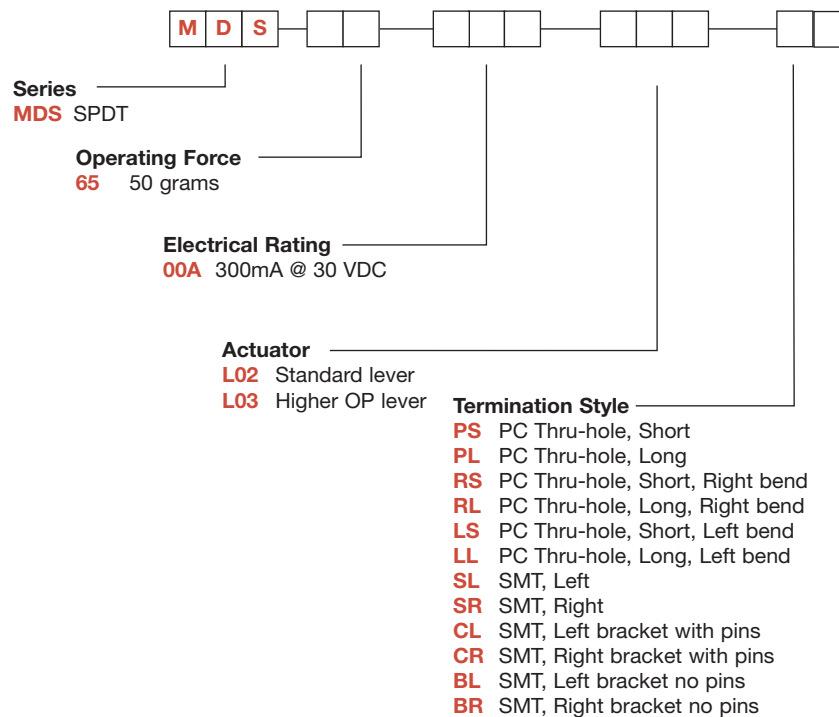 M D S
Series
MDS SPDT
Operating Force
65 50 grams
Electrical Rating
00A 300mA @ 30 VDC
Actuator
L02 Standard lever
L03 Higher OP lever
Termination Style
PS PC Thru-hole, Short
PL PC Thru-hole, Long
RS PC Thru-hole, Short, Right bend
RL PC Thru-hole, Long, Right bend
LS PC Thru-hole, Short, Left bend
LL PC Thru-hole, Long, Left bend
SL SMT, Left
SR SMT, Right
CL SMT, Left bracket with pins
CR SMT, Right bracket with pins
BL SMT, Left bracket no pins
BR SMT, Right bracket no pins